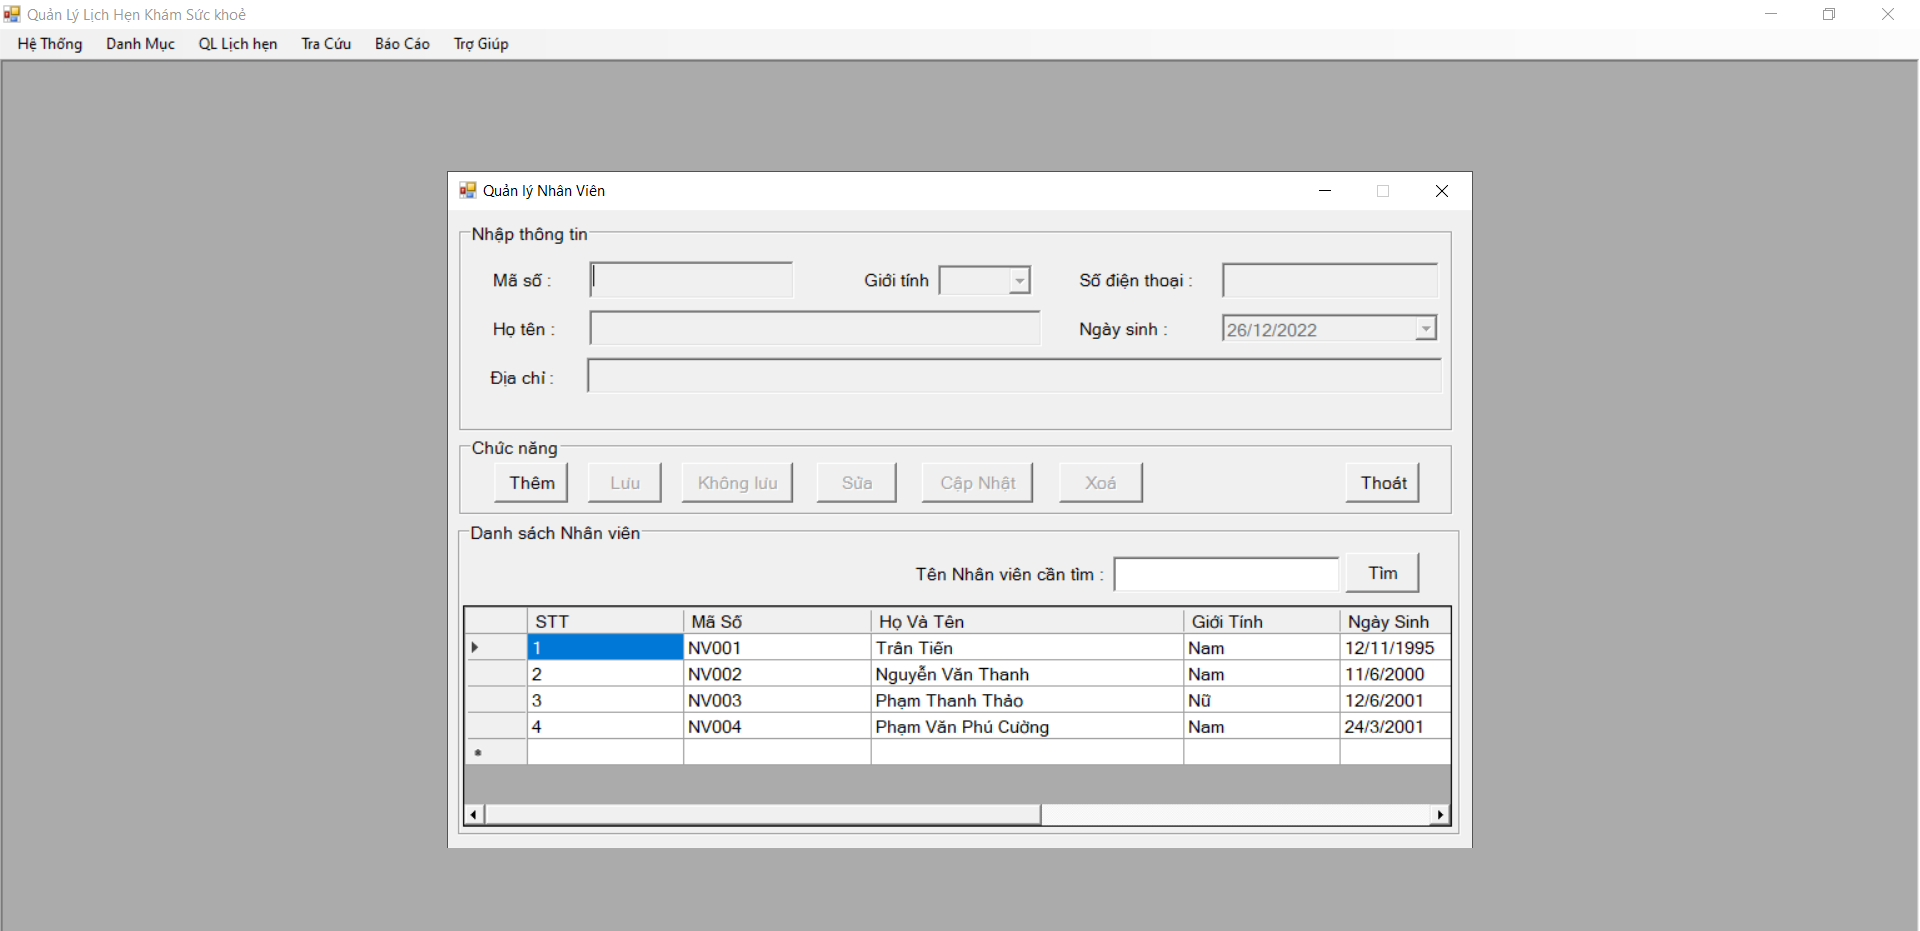 Quản Lý Lịch Hẹn Khám Sức khoẻ
Hệ Thống Danh Mục QL Lịch hẹn Tra Cứu Báo Cáo Trợ Giúp
Quản lý Nhân Viên
Nhập thông tin
Mã số : Giới tính Số điện thoại :
Họ tên : Ngày sinh : 26/12/2022
Địa chỉ :
Chức năng
Thêm Lưu Không lưu Sửa Cập Nhật Xoá Thoát
Danh sách Nhân viên
Tên Nhân viên cần tìm : Tìm
STT Mã Số Họ Và Tên Giới Tính Ngày Sinh
1 NV001 Trân Tiến Nam 12/11/1995
2 NV002 Nguyễn Văn Thanh Nam 11/6/2000
3 NV003 Phạm Thanh Thảo Nữ 12/6/2001
4 NV004 Phạm Văn Phú Cường Nam 24/3/2001